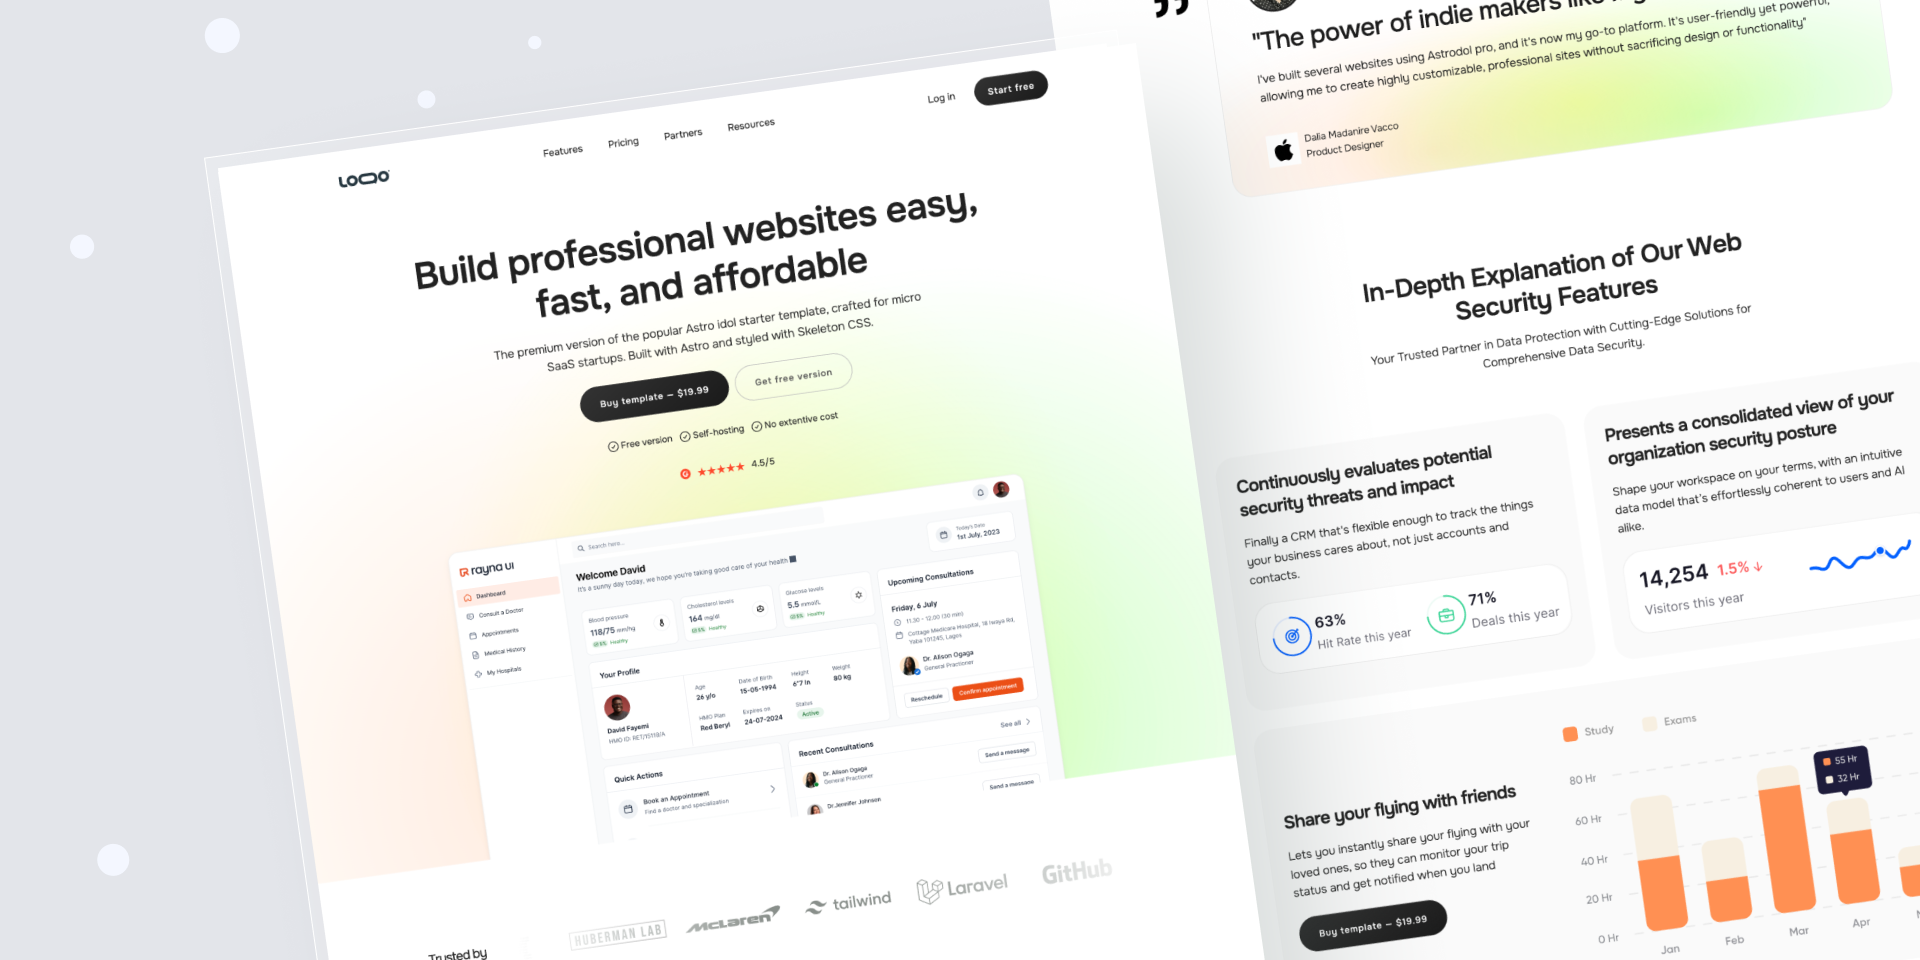 LOQO
Features
Pricing
Partners
Resources
Log in
Start free
Build professional websites easy,
fast, and affordable
The premium version of the popular Astro idol starter template, crafted for micro
SaaS startups. Built with Astro and styled with Skeleton CSS.
Buy template — $19.99
Get free version
Free version
Self-hosting
No extentive cost
4.5/5
rayna UI
Dashboard
Consult a Doctor
Appointments
Medical History
My Hospitals
Search here...
Today's Date
1st July, 2023
Welcome David
It's a sunny day today, we hope you're taking good care of your health
Blood pressure
118/75 mm/hg
Healthy
Cholesterol levels
164 mg/dl
Healthy
Glucose levels
5.5 mmol/L
Healthy
Your Profile
David Fayemi
Age
26 y/o
Date of Birth
15-05-1994
Height
6"7 in
Weight
80 kg
HMO Plan
Red Beryl
Expires on
24-07-2024
Status
Active
Upcoming Consultations
Friday, 6 July
11.30 - 12.00 (30 min)
Cottage Medicare Hospital, 18 Iwaya Rd,
Yaba 101245, Lagos
Dr. Alison Ogaga
General Practioner
Reschedule
Confirm appointment
Quick Actions
Book an Appointment
Find a doctor and specialization
Recent Consultations
See all
Dr. Alison Ogaga
General Practioner
Send a message
Dr.Jennifer Johnson
Send a message
Trusted by
HUBERMAN LAB
McLaren
tailwind
Laravel
GitHub
”
"The power of indie makers
I've built several websites using Astrodol pro, and it's now my go-to platform. It's user-friendly yet powerful,
allowing me to create highly customizable, professional sites without sacrificing design or functionality"
Dalia Madanire Vacco
Product Designer
In-Depth Explanation of Our Web
Security Features
Your Trusted Partner in Data Protection with Cutting-Edge Solutions for
Comprehensive Data Security.
Continuously evaluates potential
security threats and impact
Finally a CRM that's flexible enough to track the things
your business cares about, not just accounts and
contacts.
63%
Hit Rate this year
71%
Deals this year
Presents a consolidated view of your
organization security posture
Shape your workspace on your terms, with an intuitive
data model that's effortlessly coherent to users and AI
alike.
14,254 1.5%
Visitors this year
Share your flying with friends
Lets you instantly share your flying with your
loved ones, so they can monitor your trip
status and get notified when you land
Buy template — $19.99
Study
Exams
80 Hr
60 Hr
40 Hr
20 Hr
0 Hr
55 Hr
32 Hr
Jan
Feb
Mar
Apr